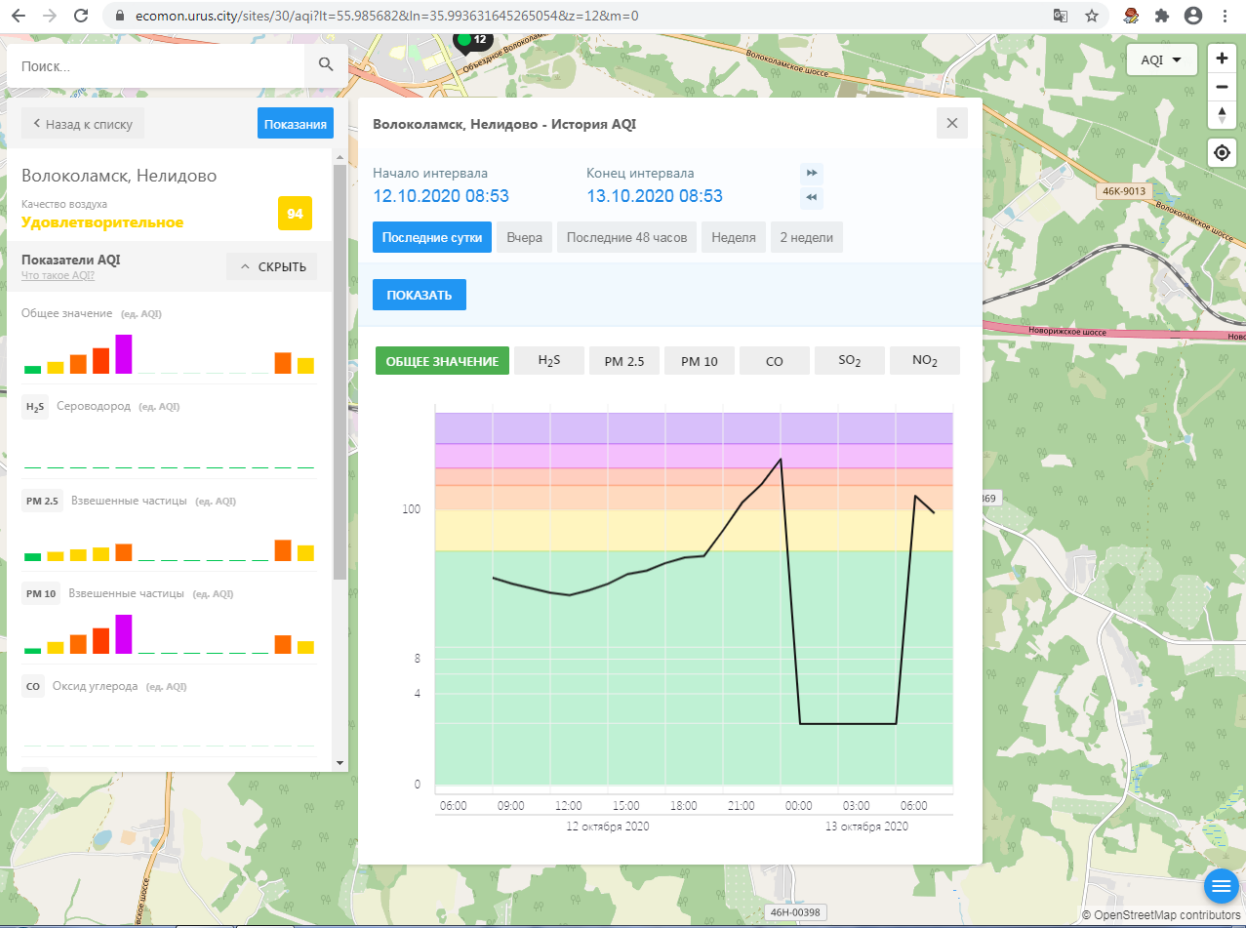 ecomon.urus.city/sites/30/aqi?lt=55.985682&ln=35.993631645265054&z=12&m=0
Поиск...
12
Объездное Волоколамс
Волоколамское шоссе
AQI
Назад к списку
Показания
Волоколамск, Нелидово
Качество воздуха
Удовлетворительное
94
Показатели AQI
Что такое AQI?
СКРЫТЬ
Общее значение (ед. AQI)
H2S Сероводород (ед. AQI)
PM 2.5 Взвешенные частицы (ед. AQI)
PM 10 Взвешенные частицы (ед. AQI)
CO Оксид углерода (ед. AQI)
Волоколамск, Нелидово - История AQI
Начало интервала
Конец интервала
12.10.2020 08:53
13.10.2020 08:53
Последние сутки
Вчера
Последние 48 часов
Неделя
2 недели
ПОКАЗАТЬ
ОБЩЕЕ ЗНАЧЕНИЕ
H2S
PM 2.5
PM 10
CO
SO2
NO2
100
8
4
0
06:00 09:00 12:00 15:00 18:00 21:00 00:00 03:00 06:00
12 октября 2020
13 октября 2020
46К-9013
Волоколамское шоссе
Новорижское шоссе
Ново
369
46Н-00398
© OpenStreetMap contributors